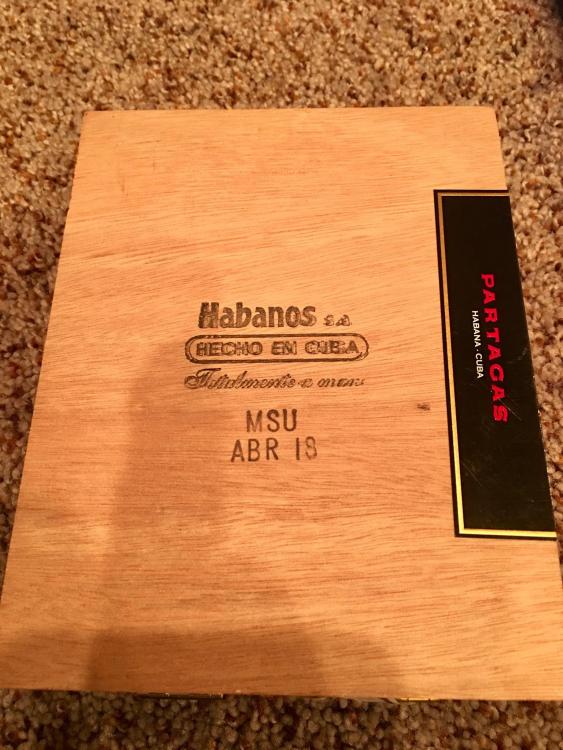 Habanos s.a.
HECHO EN CUBA
Totalmente a mano
MSU
ABR 18
PARTAGAS
HABANA - CUBA